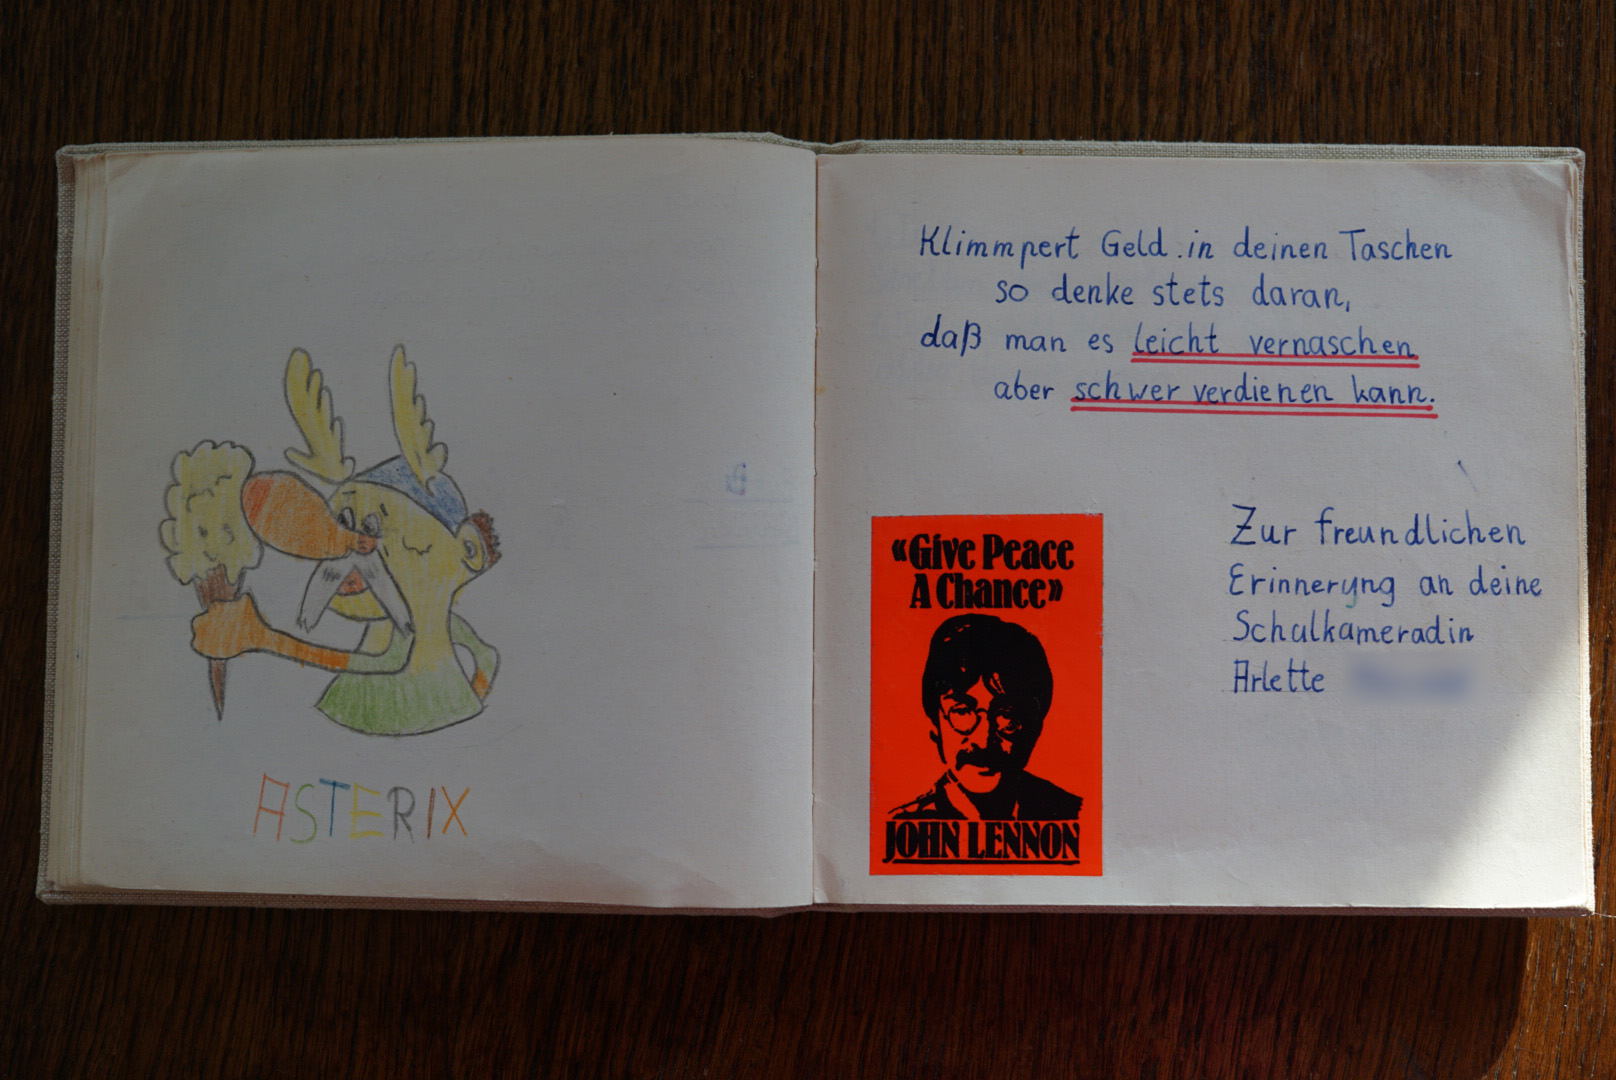 ASTERIX
Klimmpert Geld in deinen Taschen
so denke stets daran,
daß man es leicht vernaschen
aber schwer verdienen kann.
«Give Peace
A Chance»
JOHN LENNON
Zur freundlichen
Erinneryng an deine
Schulkameradin
Arlette